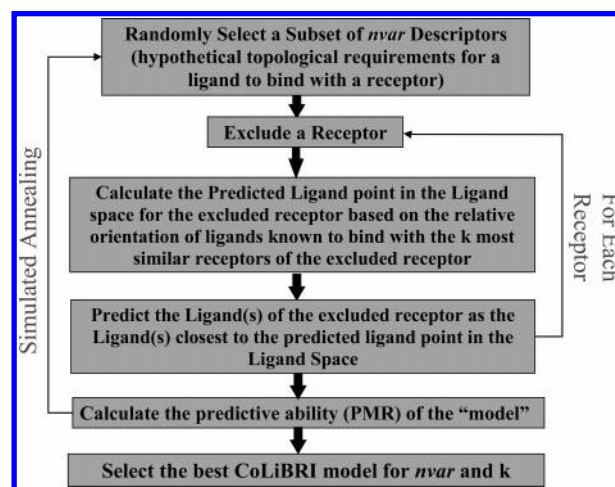 Randomly Select a Subset of nvar Descriptors
(hypothetical topological requirements for a
ligand to bind with a receptor)
Exclude a Receptor
Calculate the Predicted Ligand point in the Ligand
space for the excluded receptor based on the relative
orientation of ligands known to bind with the k most
similar receptors of the excluded receptor
Predict the Ligand(s) of the excluded receptor as the
Ligand(s) closest to the predicted ligand point in the
Ligand Space
Calculate the predictive ability (PMR) of the “model”
Select the best CoLiBRI model for nvar and k
Simulated Annealing
For Each
Receptor